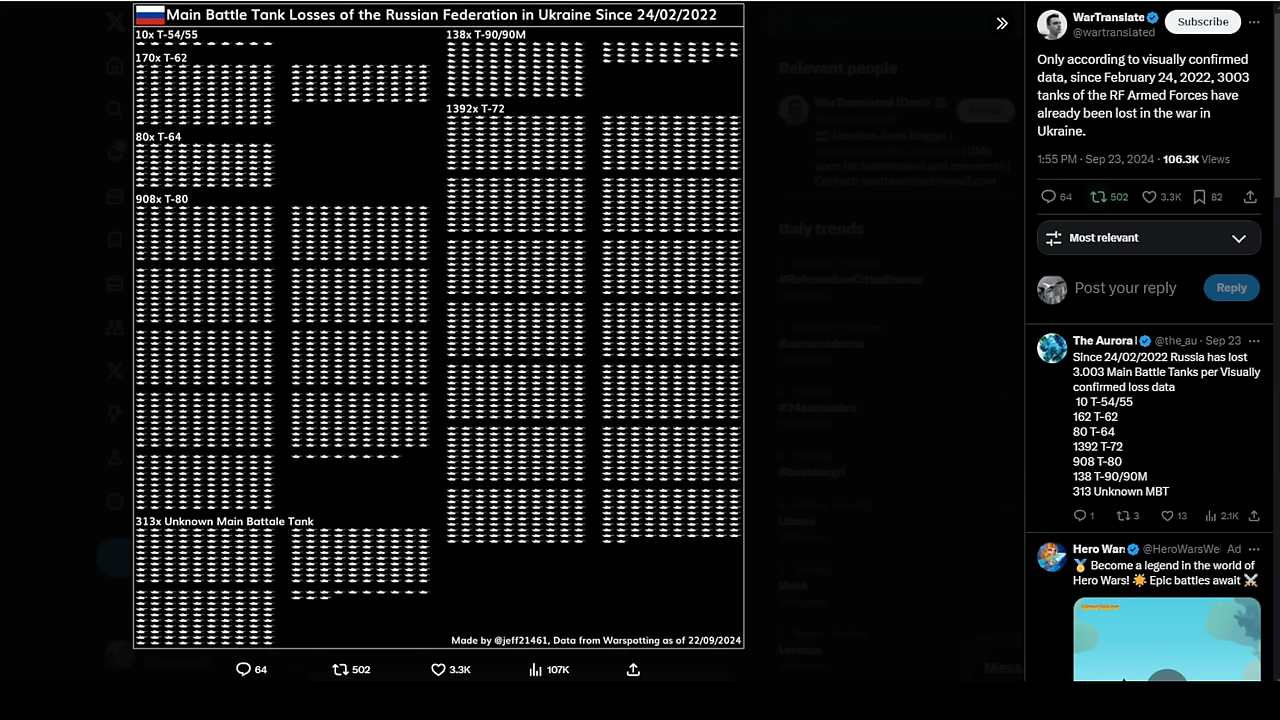 Main Battle Tank Losses of the Russian Federation in Ukraine Since 24/02/2022
10x T-54/55
170x T-62
80x T-64
908x T-80
313x Unknown Main Battale Tank
138x T-90/90M
1392x T-72
Made by @jeff21461, Data from Warspotting as of 22/09/2024
64 502 3.3K 107K
Relevant people
WarTranslated
Italy trends
WarTranslate
@wartranslated
Subscribe
Only according to visually confirmed
data, since February 24, 2022, 3003
tanks of the RF Armed Forces have
already been lost in the war in
Ukraine.
1:55 PM · Sep 23, 2024 · 106.3K Views
64 502 3.3K 82
Most relevant
Post your reply
Reply
The Aurora @the_au · Sep 23
Since 24/02/2022 Russia has lost
3.003 Main Battle Tanks per Visually
confirmed loss data
10 T-54/55
162 T-62
80 T-64
1392 T-72
908 T-80
138 T-90/90M
313 Unknown MBT
1 3 13 2.1K
Hero Wars @HeroWarsWe Ad
Become a legend in the world of
Hero Wars! Epic battles await